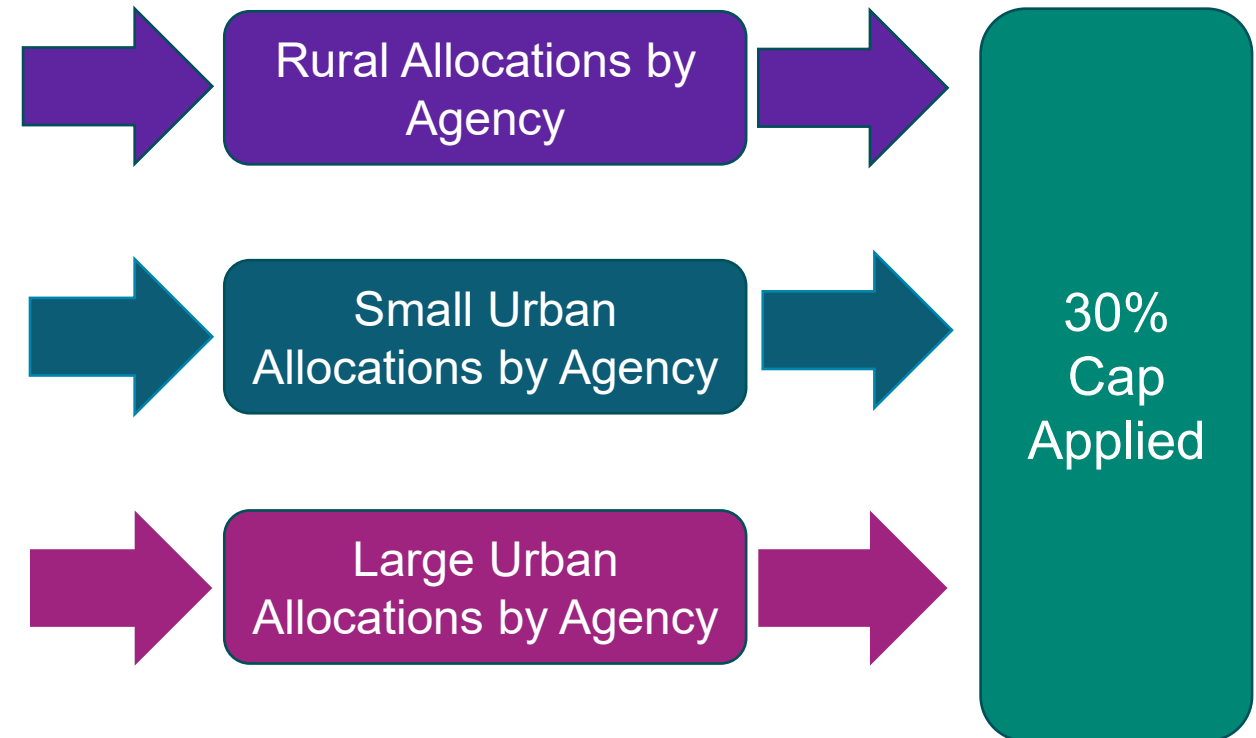 Rural Allocations by
Agency
Small Urban
Allocations by Agency
Large Urban
Allocations by Agency
30%
Cap
Applied